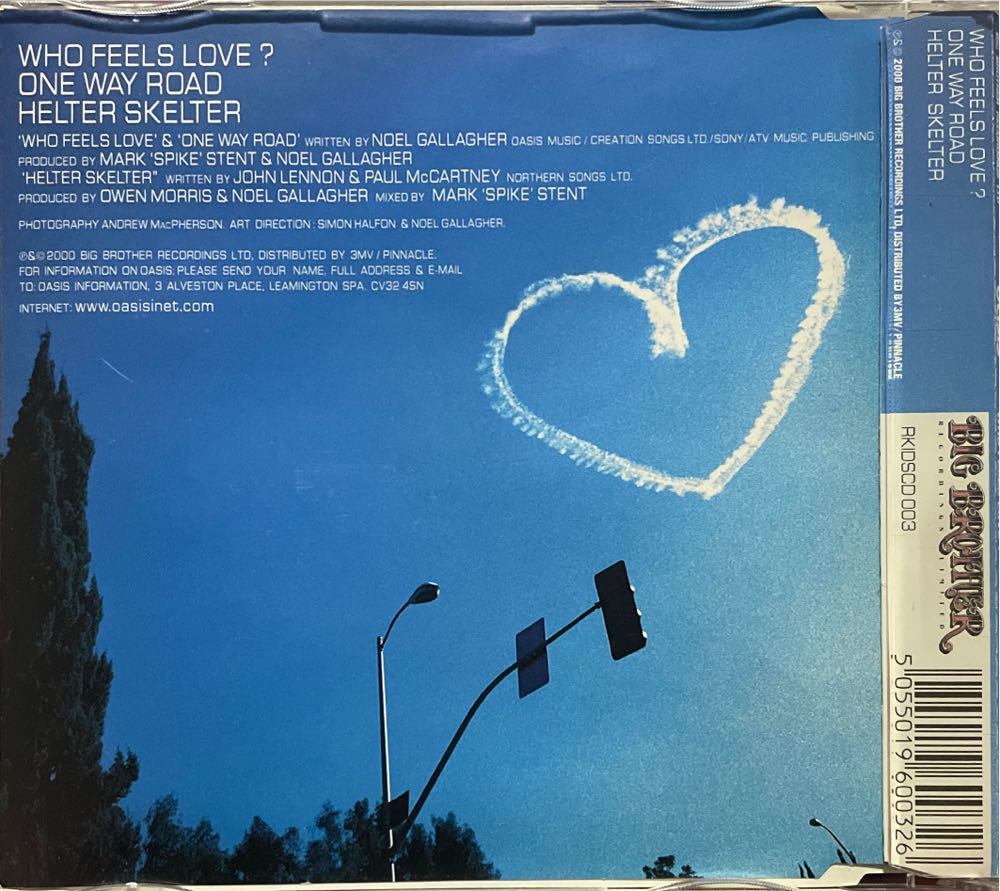 WHO FEELS LOVE ?
ONE WAY ROAD
HELTER SKELTER
'WHO FEELS LOVE' & 'ONE WAY ROAD' WRITTEN BY NOEL GALLAGHER OASIS MUSIC / CREATION SONGS LTD /SONY/ATV MUSIC PUBLISHING
PRODUCED BY MARK 'SPIKE' STENT & NOEL GALLAGHER
'HELTER SKELTER" WRITTEN BY JOHN LENNON & PAUL McCARTNEY NORTHERN SONGS LTD.
PRODUCED BY OWEN MORRIS & NOEL GALLAGHER MIXED BY MARK 'SPIKE' STENT
PHOTOGRAPHY ANDREW MacPHERSON. ART DIRECTION: SIMON HALFON & NOEL GALLAGHER.
℗&© 2000 BIG BROTHER RECORDINGS LTD, DISTRIBUTED BY 3MV / PINNACLE.
FOR INFORMATION ON OASIS: PLEASE SEND YOUR NAME, FULL ADDRESS & E-MAIL
TO: OASIS INFORMATION, 3 ALVESTON PLACE, LEAMINGTON SPA. CV32 4SN
INTERNET: www.oasisinet.com
WHO FEELS LOVE ?
ONE WAY ROAD
HELTER SKELTER
℗& © 2000 BIG BROTHER RECORDINGS LTD, DISTRIBUTED BY 3MV / PINNACLE
BIG BROTHER
RECORDINGS LIMITED
RKIDSCD 003
5 055019 600326